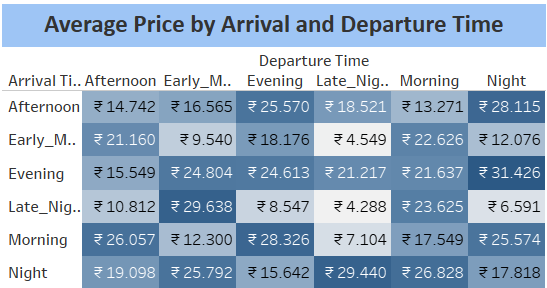 Average Price by Arrival and Departure Time
Departure Time
Arrival Ti.. Afternoon Early_M.. Evening Late_Nig.. Morning Night
Afternoon ₹ 14.742 ₹ 16.565 ₹ 25.570 ₹ 18.521 ₹ 13.271 ₹ 28.115
Early_M.. ₹ 21.160 ₹ 9.540 ₹ 18.176 ₹ 4.549 ₹ 22.626 ₹ 12.076
Evening ₹ 15.549 ₹ 24.804 ₹ 24.613 ₹ 21.217 ₹ 21.637 ₹ 31.426
Late_Nig.. ₹ 10.812 ₹ 29.638 ₹ 8.547 ₹ 4.288 ₹ 23.625 ₹ 6.591
Morning ₹ 26.057 ₹ 12.300 ₹ 28.326 ₹ 7.104 ₹ 17.549 ₹ 25.574
Night ₹ 19.098 ₹ 25.792 ₹ 15.642 ₹ 29.440 ₹ 26.828 ₹ 17.818